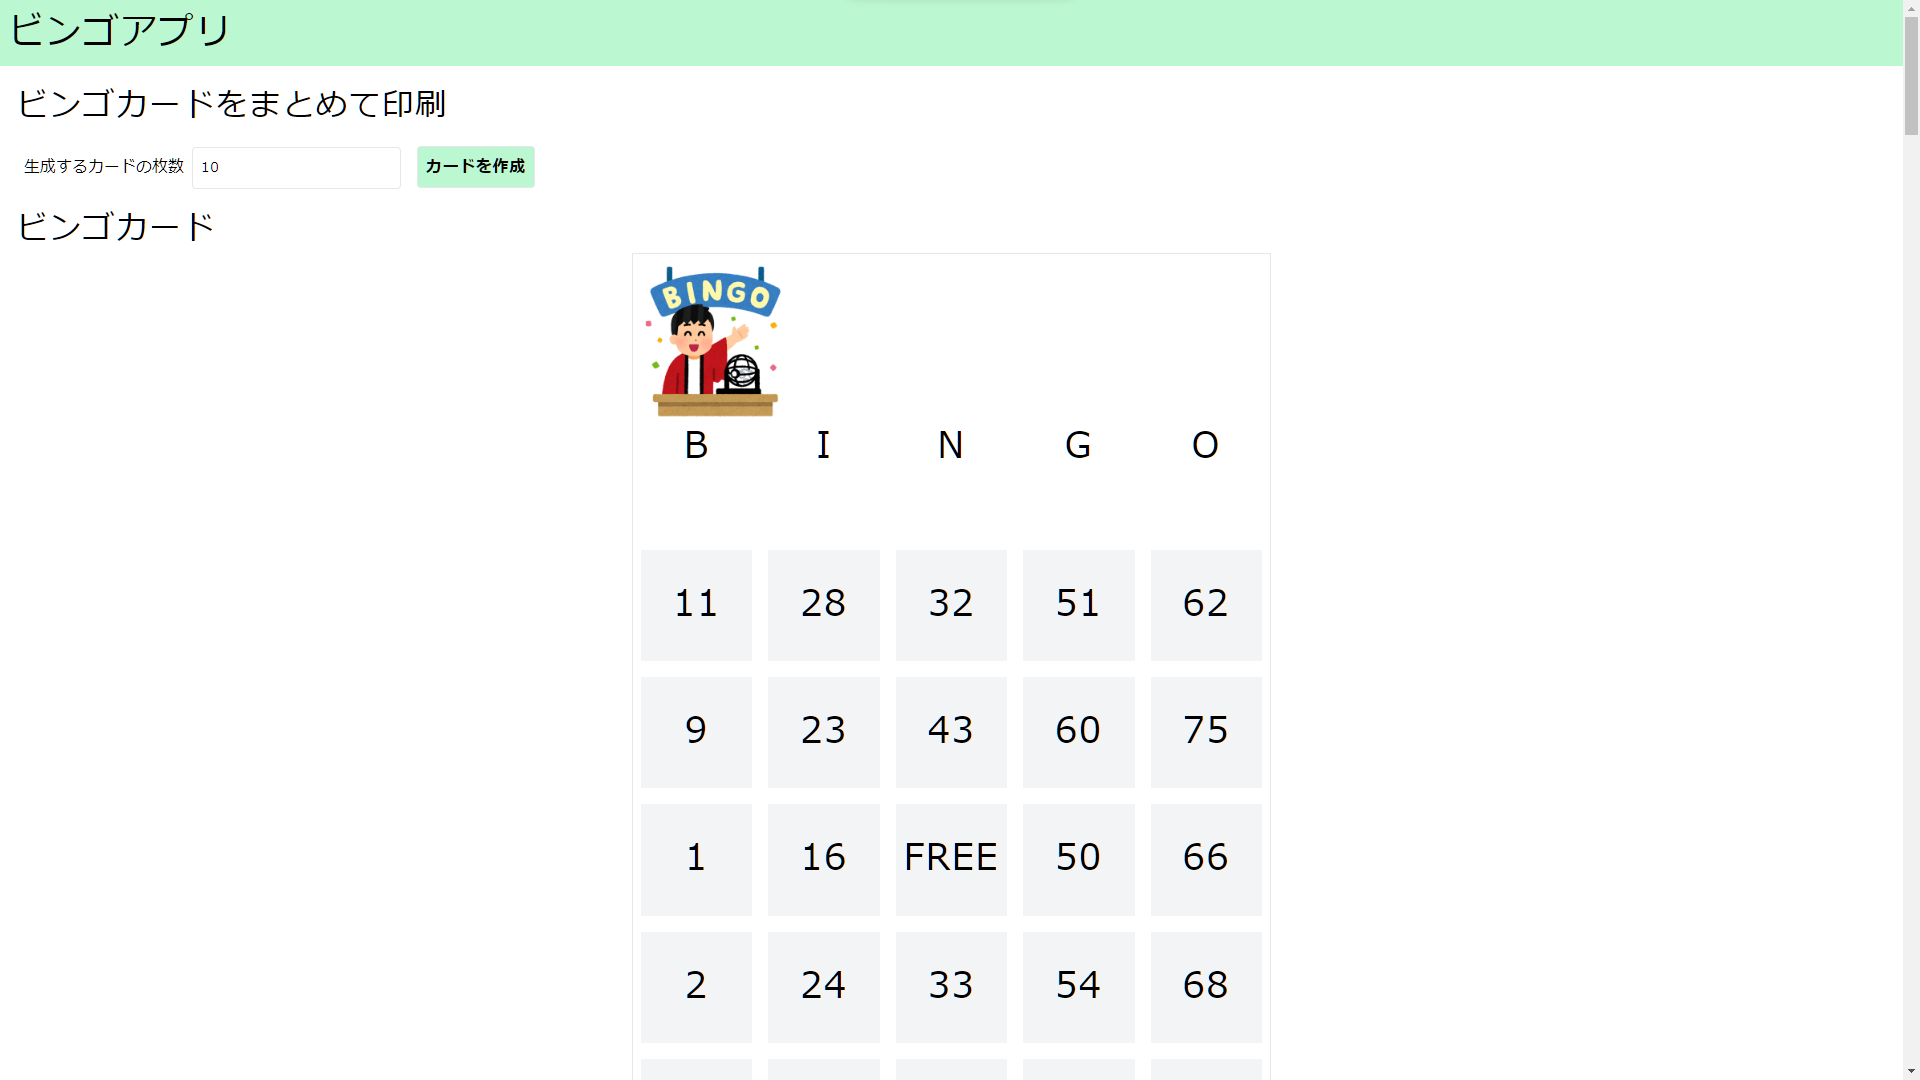 ビンゴアプリ
ビンゴカードをまとめて印刷
生成するカードの枚数 10 カードを作成
ビンゴカード
BINGO
B I N G O
11 28 32 51 62
9 23 43 60 75
1 16 FREE 50 66
2 24 33 54 68